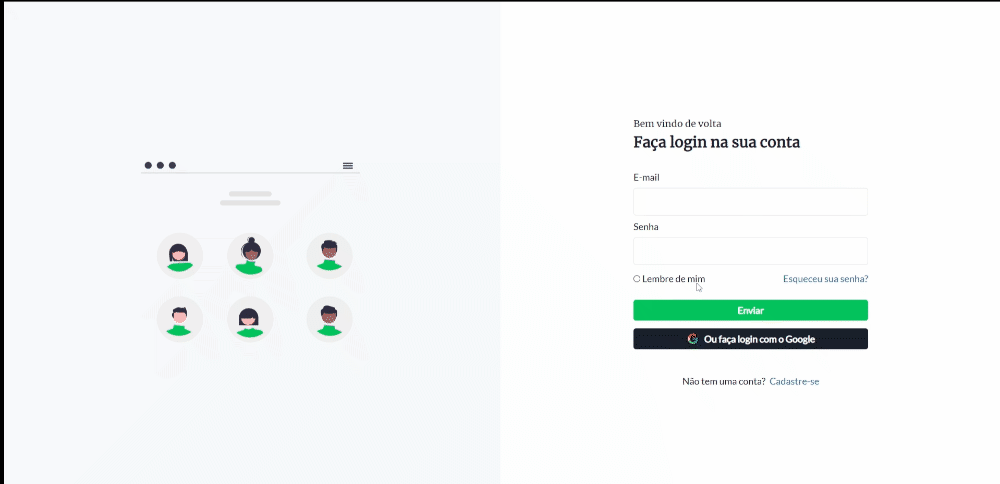 Bem vindo de volta
Faça login na sua conta
E-mail
Senha
Lembre de mim
Esqueceu sua senha?
Enviar
Ou faça login com o Google
Não tem uma conta? Cadastre-se